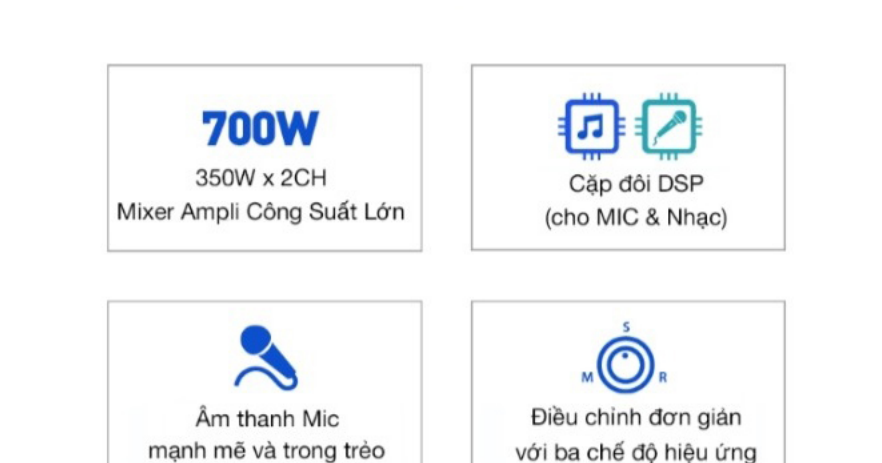 700W
350W x 2CH
Mixer Ampli Công Suất Lớn
Cặp đôi DSP
(cho MIC & Nhạc)
Âm thanh Mic
mạnh mẽ và trong trẻo
S
M R
Điều chỉnh đơn giản
với ba chế độ hiệu ứng